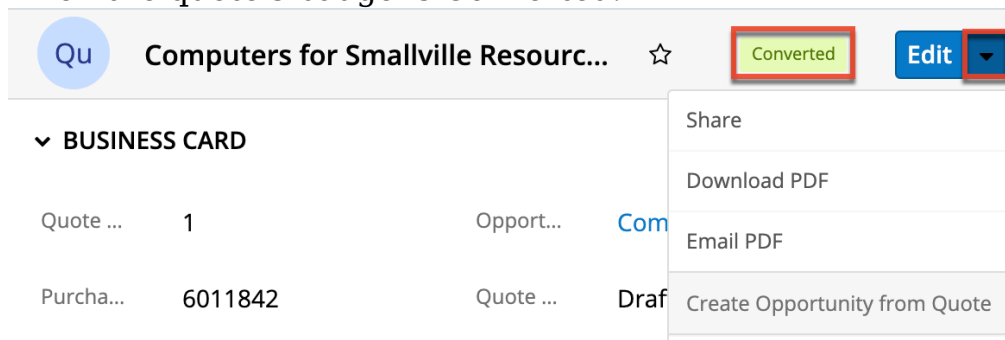 Qu Computers for Smallville Resourc... Converted Edit
Share
BUSINESS CARD
Download PDF
Quote ... 1 Opport... Com
Email PDF
Purcha... 6011842 Quote ... Draf
Create Opportunity from Quote